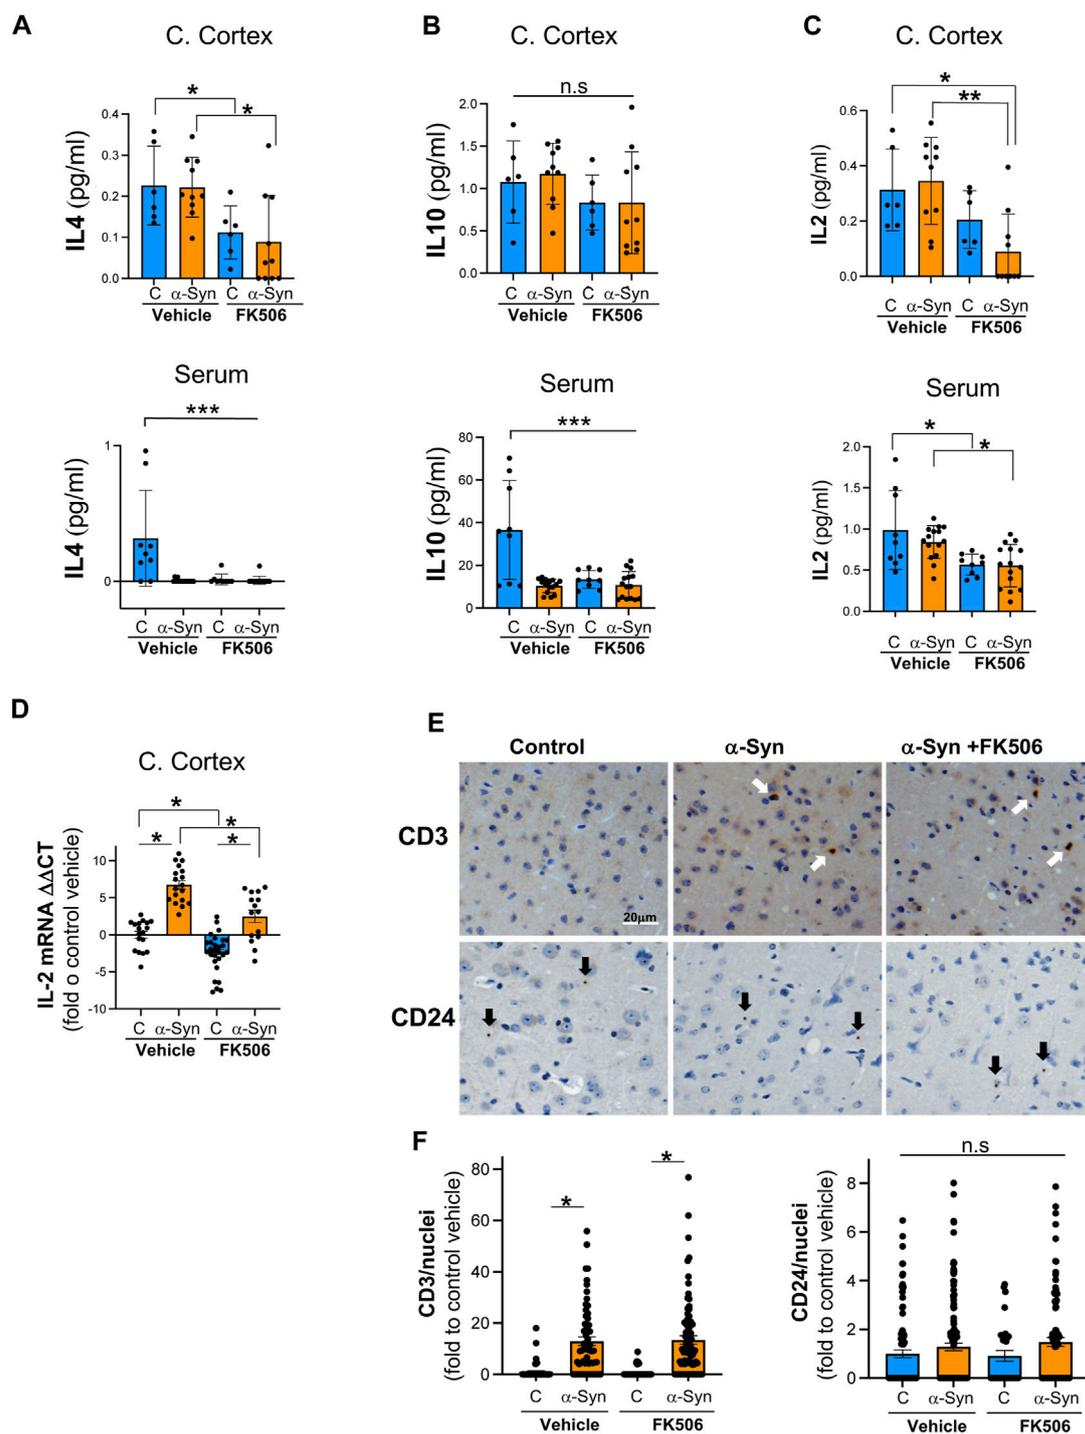 A
C. Cortex
IL4 (pg/ml)
*
*
0.4
0.3
0.2
0.1
0.0
C α-Syn C α-Syn
Vehicle FK506
Serum
IL4 (pg/ml)
***
1
0
C α-Syn C α-Syn
Vehicle FK506
B
C. Cortex
IL10 (pg/ml)
n.s
2.0
1.5
1.0
0.5
0.0
C α-Syn C α-Syn
Vehicle FK506
Serum
IL10 (pg/ml)
***
80
60
40
20
0
C α-Syn C α-Syn
Vehicle FK506
C
C. Cortex
IL2 (pg/ml)
*
**
0.6
0.4
0.2
0.0
C α-Syn C α-Syn
Vehicle FK506
Serum
IL2 (pg/ml)
*
*
2.0
1.5
1.0
0.5
0.0
C α-Syn C α-Syn
Vehicle FK506
D
C. Cortex
IL-2 mRNA ΔΔCT
(fold o control vehicle)
*
*
* *
10
5
0
-5
-10
C α-Syn C α-Syn
Vehicle FK506
E
Control α-Syn α-Syn +FK506
CD3
20µm
CD24
F
CD3/nuclei
(fold to control vehicle)
*
*
80
60
40
20
0
C α-Syn C α-Syn
Vehicle FK506
CD24/nuclei
(fold to control vehicle)
n.s
8
6
4
2
0
C α-Syn C α-Syn
Vehicle FK506